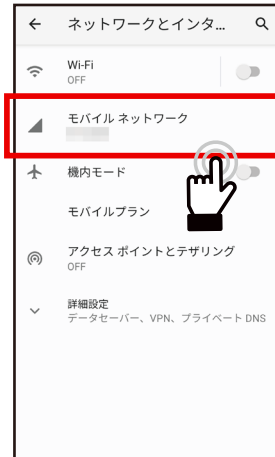 ネットワークとインタ...
Wi-Fi
OFF
モバイル ネットワーク
機内モード
モバイルプラン
アクセス ポイントとテザリング
OFF
詳細設定
データセーバー、VPN、プライベート DNS